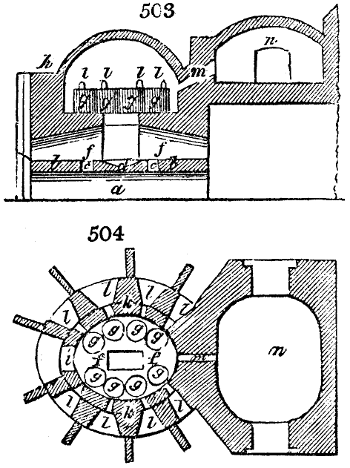 503
h l l l l m n
g g g g
f f
b c d c b
a
504
l k l
l l
g g g g
i f f m n
g g g g
l l
l k l